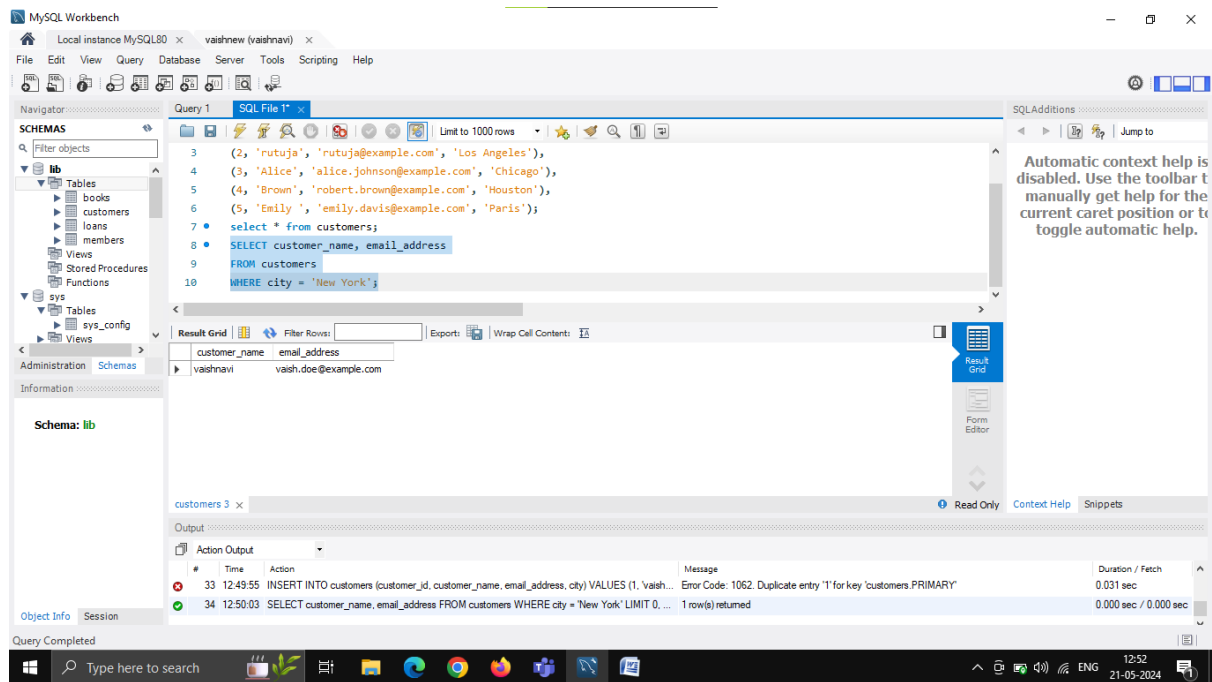 MySQL Workbench
Local instance MySQL80 × vaishnew (vaishnavi) ×
File Edit View Query Database Server Tools Scripting Help
Navigator
SCHEMAS
Filter objects
lib
Tables
books
customers
loans
members
Views
Stored Procedures
Functions
sys
Tables
sys_config
Views
Administration Schemas
Information
Schema: lib
Object Info Session
Query 1 SQL File 1* ×
Limit to 1000 rows
3 (2, 'rutuja', 'rutuja@example.com', 'Los Angeles'),
4 (3, 'Alice', 'alice.johnson@example.com', 'Chicago'),
5 (4, 'Brown', 'robert.brown@example.com', 'Houston'),
6 (5, 'Emily ', 'emily.davis@example.com', 'Paris');
7 select * from customers;
8 SELECT customer_name, email_address
9 FROM customers
10 WHERE city = 'New York';
Result Grid Filter Rows: Export: Wrap Cell Content:
customer_name email_address
vaishnavi vaish.doe@example.com
Result
Grid
Form
Editor
customers 3 × Read Only
SQLAdditions
Jump to
Automatic context help is
disabled. Use the toolbar t
manually get help for the
current caret position or to
toggle automatic help.
Context Help Snippets
Output
Action Output
# Time Action Message Duration / Fetch
33 12:49:55 INSERT INTO customers (customer_id, customer_name, email_address, city) VALUES (1, 'vaish... Error Code: 1062. Duplicate entry '1' for key 'customers.PRIMARY' 0.031 sec
34 12:50:03 SELECT customer_name, email_address FROM customers WHERE city = 'New York' LIMIT 0, ... 1 row(s) returned 0.000 sec / 0.000 sec
Query Completed
Type here to search
ENG
12:52
21-05-2024
1